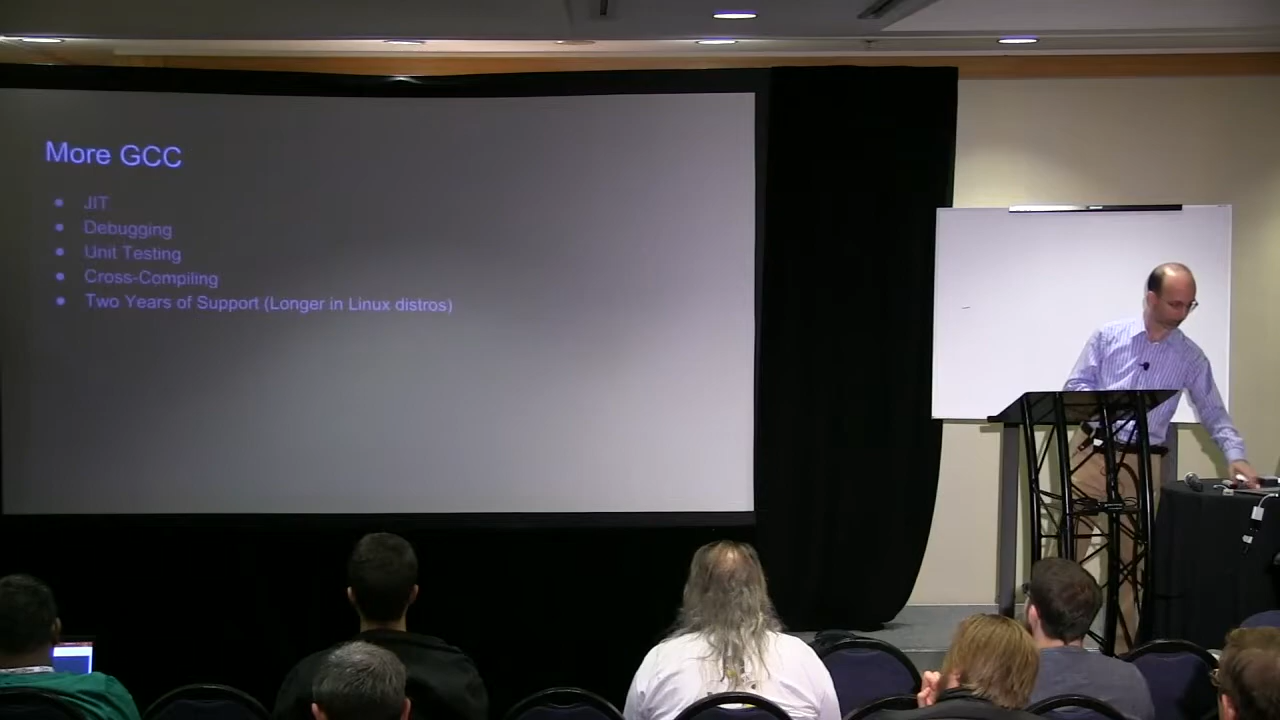 More GCC
● JIT
● Debugging
● Unit Testing
● Cross-Compiling
● Two Years of Support (Longer in Linux distros)